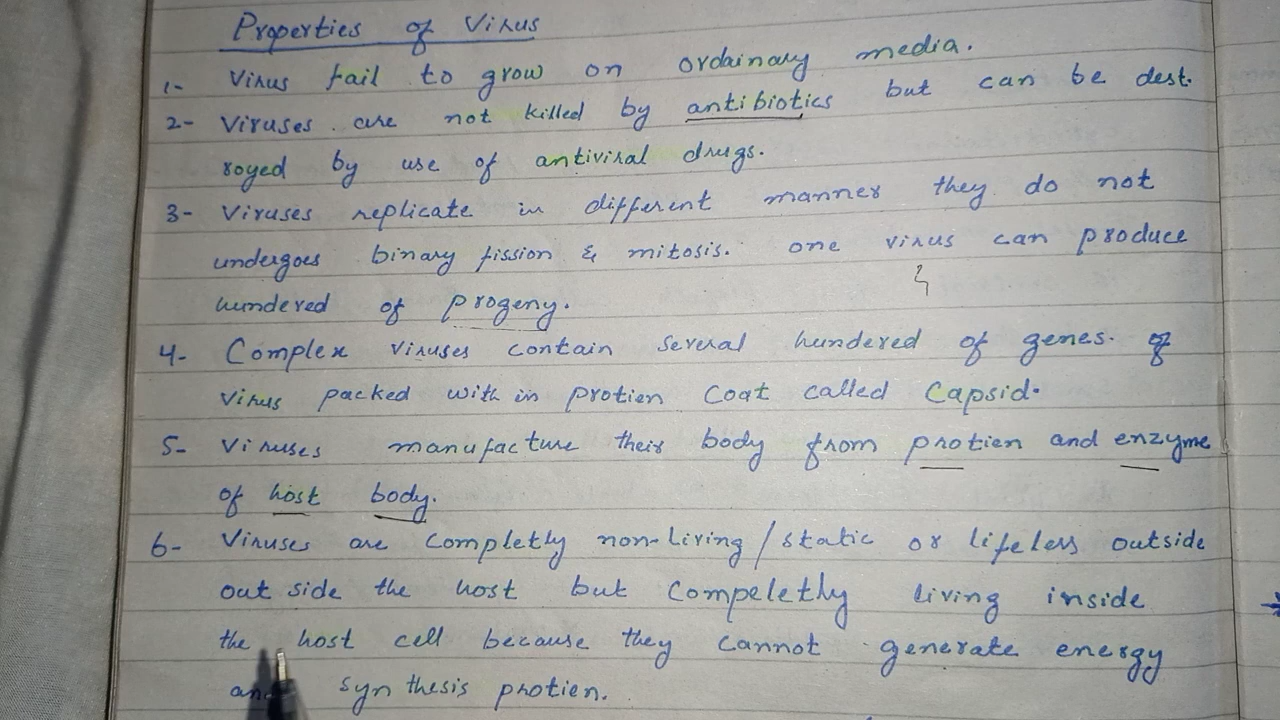 Properties of Virus
1- Virus fail to grow on ordainary media.
2- Viruses are not killed by antibiotics but can be dest.
royed by use of antiviral drugs.
3- Viruses replicate in different manner they do not
undergoes binary fission & mitosis. one virus can produce
hundered of progeny.
4- Complex viruses contain several hundered of genes. of
virus packed with in protien coat called Capsid.
5- Viruses manufacture their body from protien and enzyme
of host body.
6- Viruses are completly non-living/static or lifeless outside
out side the host but compeletly living inside
the host cell because they cannot generate energy
and syn thesis protien.